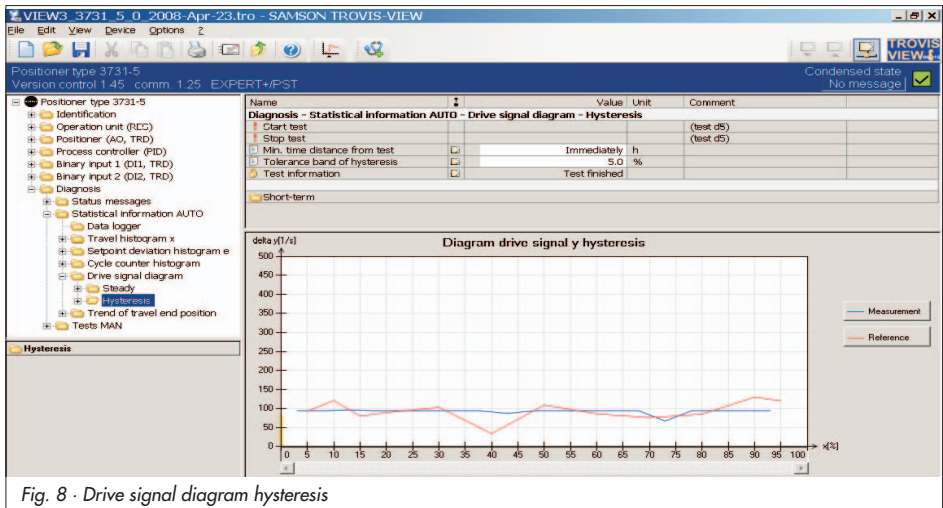 VIEW3_3731_5_0_2008-Apr-23.tro - SAMSON TROVIS-VIEW
File Edit View Device Options ?
TROVIS
VIEW
Positioner type 3731-5
Version control 1.45 comm. 1.25 EXPERT+/PST
Condensed state
No message
Positioner type 3731-5
Identification
Operation unit (RES)
Positioner (AO, TRD)
Process controller (PID)
Binary input 1 (DI1, TRD)
Binary input 2 (DI2, TRD)
Diagnosis
Status messages
Statistical information AUTO
Data logger
Travel histogram x
Setpoint deviation histogram e
Cycle counter histogram
Drive signal diagram
Steady
Hysteresis
Trend of travel end position
Tests MAN
Hysteresis
Name Value Unit Comment
Diagnosis - Statistical information AUTO - Drive signal diagram - Hysteresis
Start test (test d5)
Stop test (test d5)
Min. time distance from test Immediately h
Tolerance band of hysteresis 5.0 %
Test information Test finished
Short-term
delta y[1/s]
Diagram drive signal y hysteresis
500
450
400
350
300
250
200
150
100
50
0
0 5 10 15 20 25 30 35 40 45 50 55 60 65 70 75 80 85 90 95 100
x[%]
Measurement
Reference
Fig. 8 · Drive signal diagram hysteresis